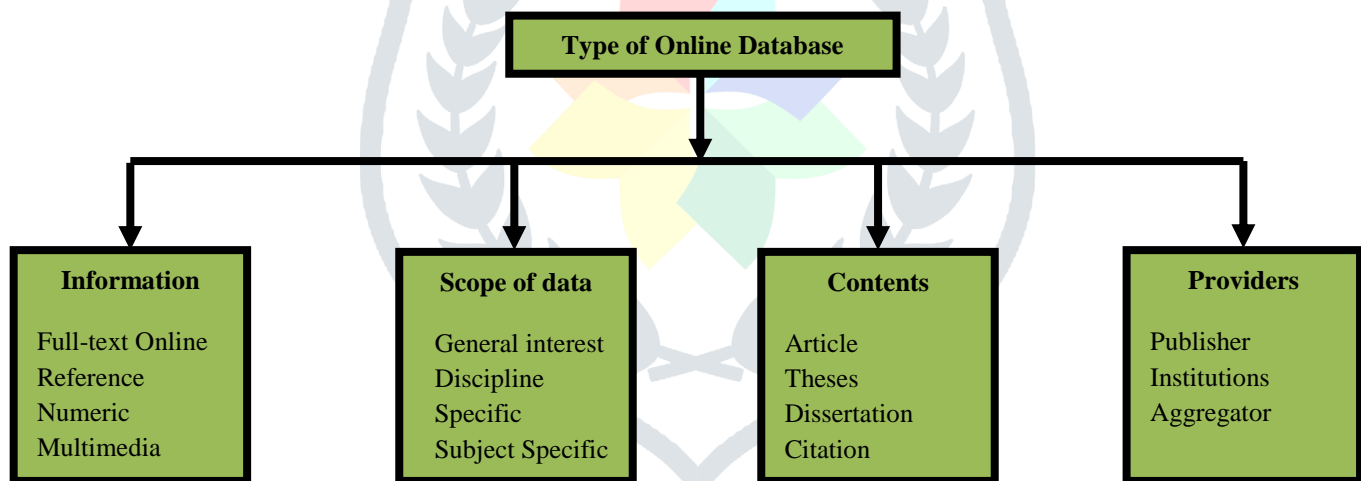 Type of Online Database
Information
Full-text Online
Reference
Numeric
Multimedia
Scope of data
General interest
Discipline
Specific
Subject Specific
Contents
Article
Theses
Dissertation
Citation
Providers
Publisher
Institutions
Aggregator